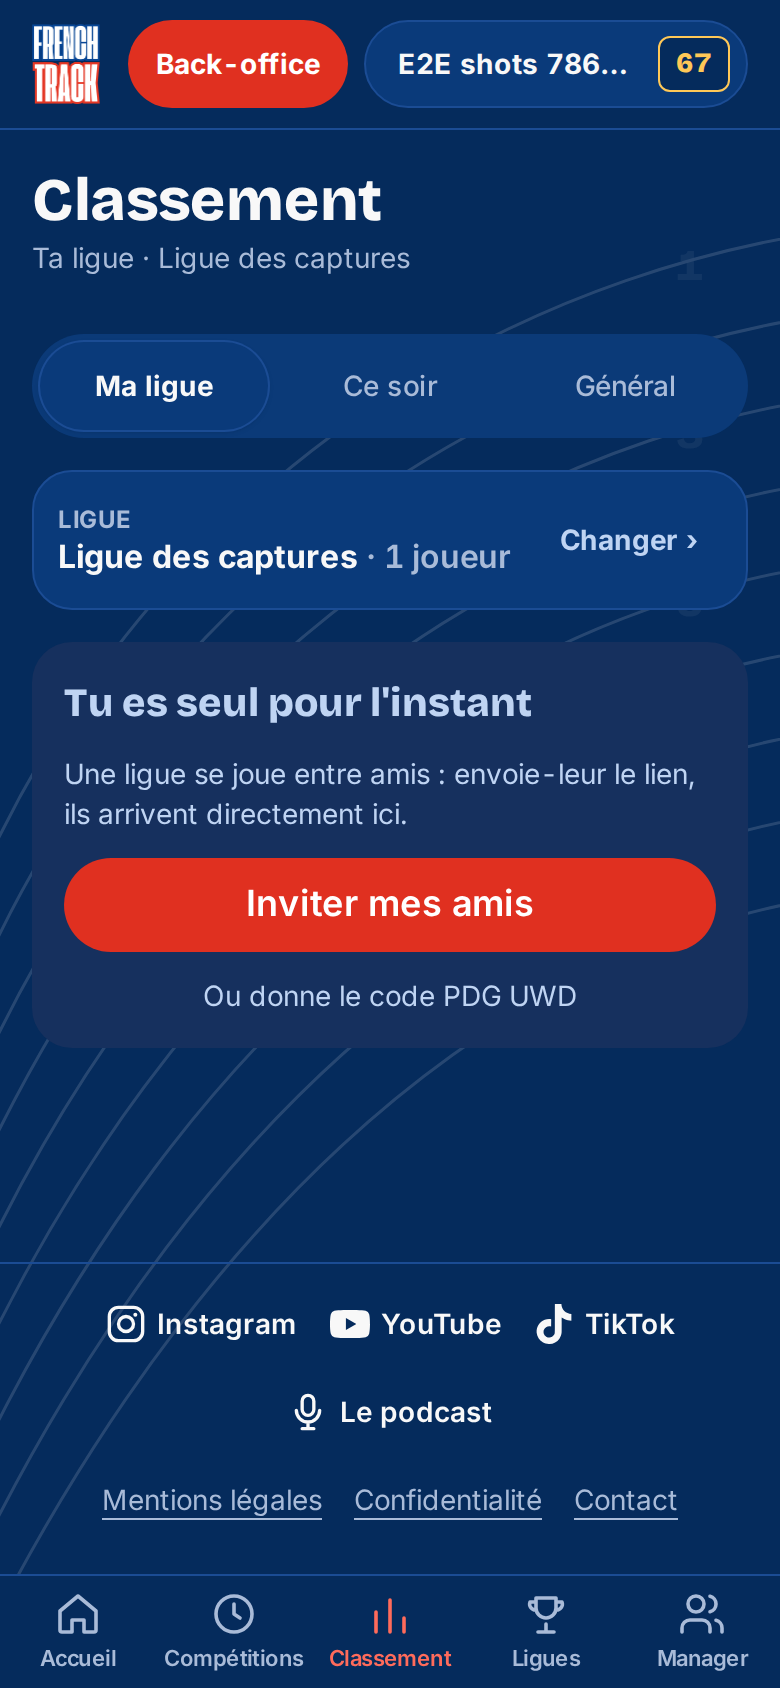 FRENCH
TRACK
Back-office
E2E shots 786...
67
Classement
Ta ligue · Ligue des captures
1
Ma ligue
Ce soir
Général
LIGUE
Ligue des captures · 1 joueur
Changer ›
Tu es seul pour l'instant
Une ligue se joue entre amis : envoie-leur le lien,
ils arrivent directement ici.
Inviter mes amis
Ou donne le code PDG UWD
Instagram
YouTube
TikTok
Le podcast
Mentions légales
Confidentialité
Contact
Accueil
Compétitions
Classement
Ligues
Manager